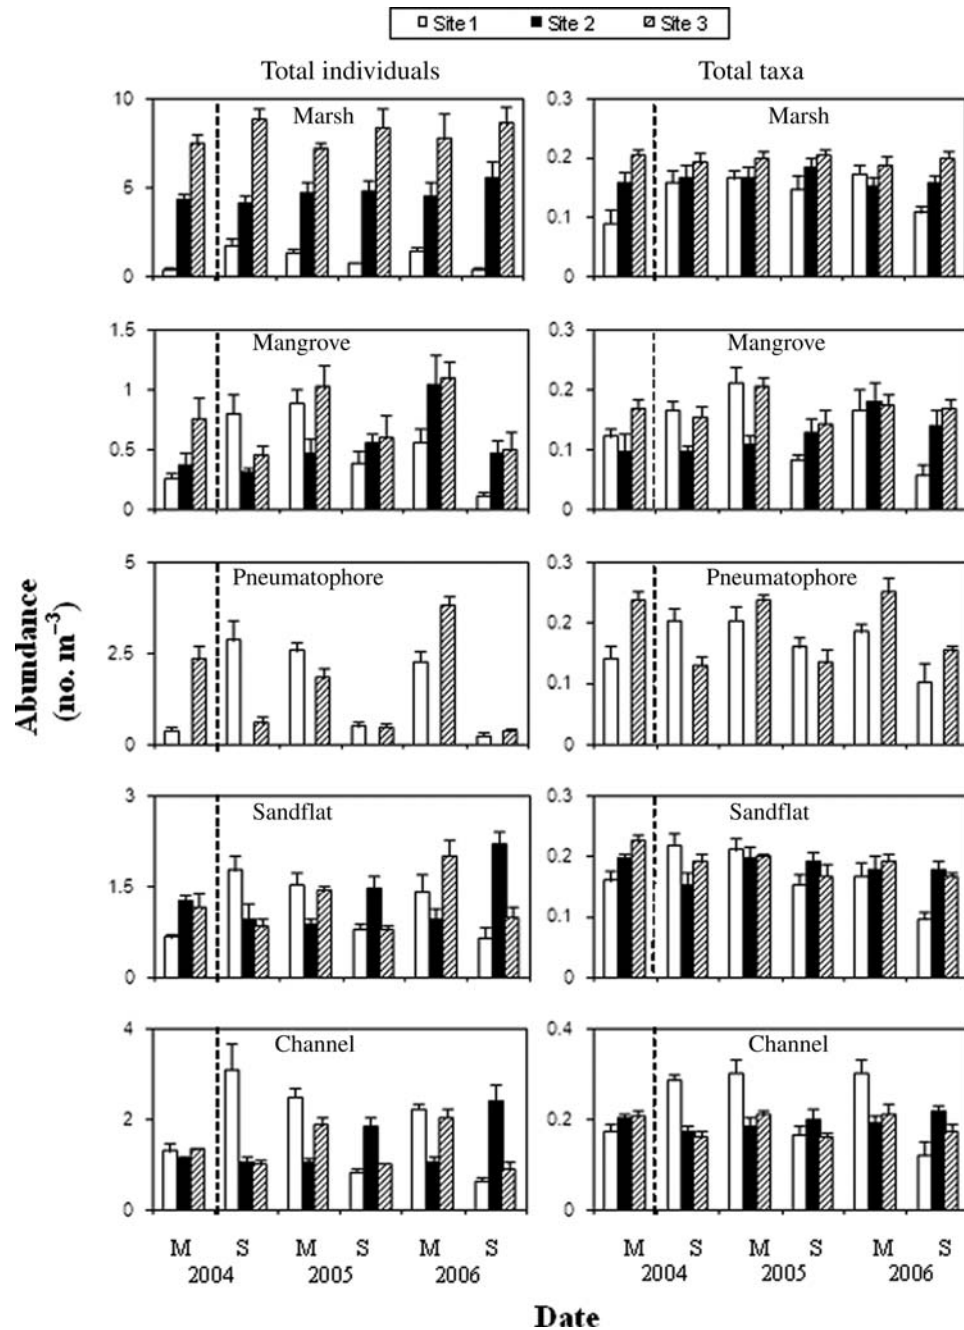 Site 1 Site 2 Site 3
Total individuals Total taxa
Marsh Marsh
10 0.3
5 0.2
0.1
0 0
Mangrove Mangrove
1.5 0.3
1 0.2
0.5 0.1
0 0
Pneumatophore Pneumatophore
5 0.3
0.2
2.5
0.1
0 0
Sandflat Sandflat
3 0.3
0.2
1.5
0.1
0 0
Channel Channel
4 0.4
0.3
2 0.2
0.1
0 0
Abundance
(no. m⁻³)
M S M S M S M S M S M S
2004 2005 2006 2004 2005 2006
Date